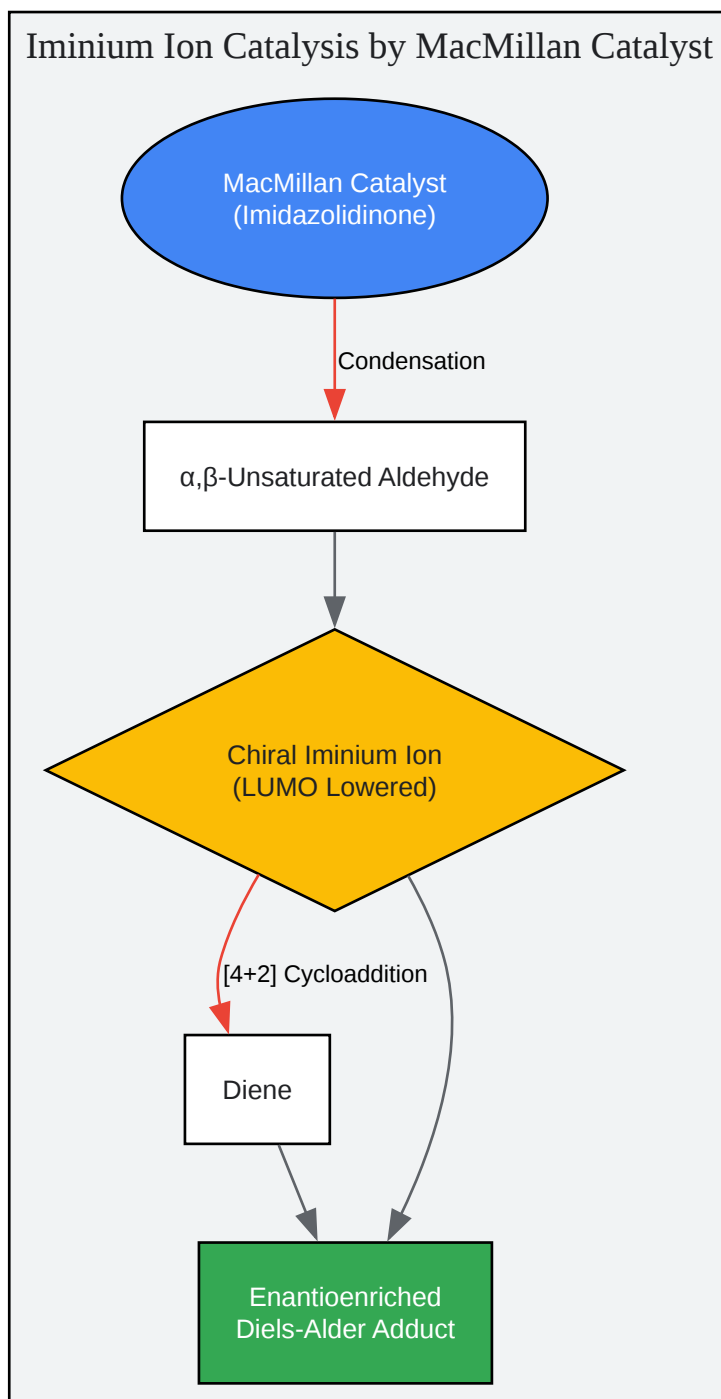 Iminium Ion Catalysis by MacMillan Catalyst
MacMillan Catalyst
(Imidazolidinone)
Condensation
α,β-Unsaturated Aldehyde
Chiral Iminium Ion
(LUMO Lowered)
[4+2] Cycloaddition
Diene
Enantioenriched
Diels-Alder Adduct